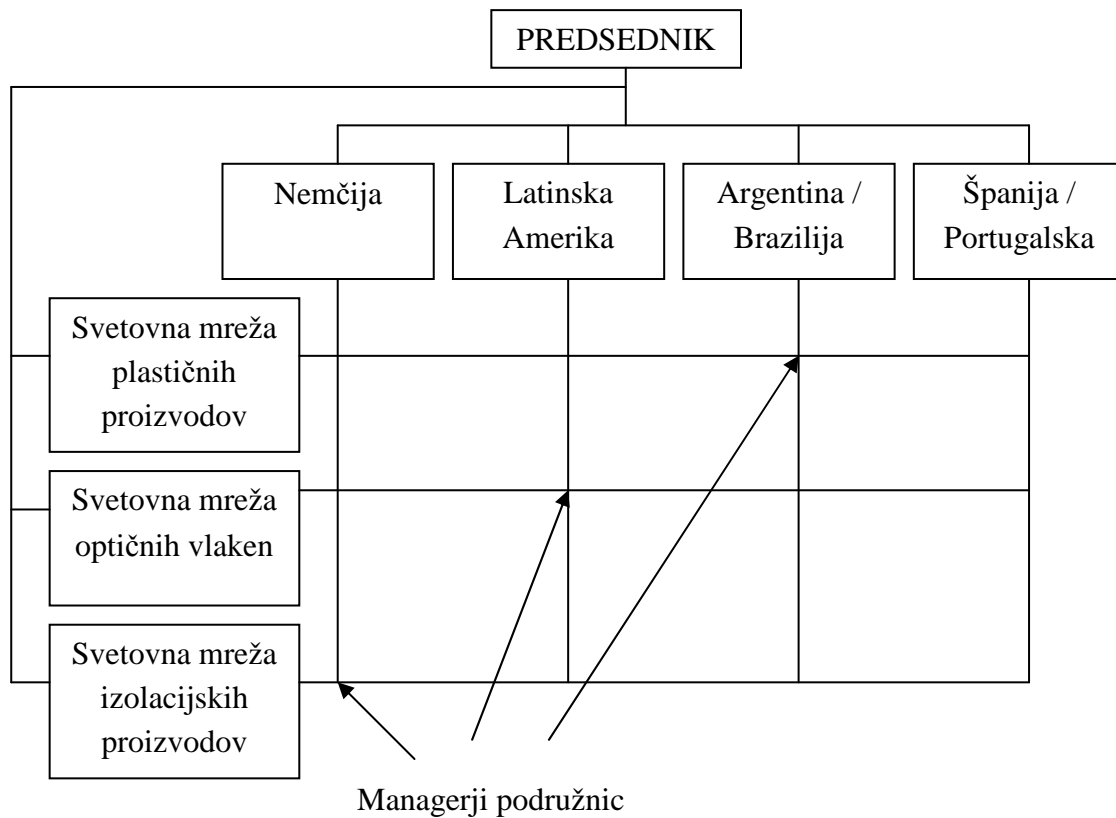 PREDSEDNIK
Nemčija
Latinska
Amerika
Argentina /
Brazilija
Španija /
Portugalska
Svetovna mreža
plastičnih
proizvodov
Svetovna mreža
optičnih vlaken
Svetovna mreža
izolacijskih
proizvodov
Managerji podružnic